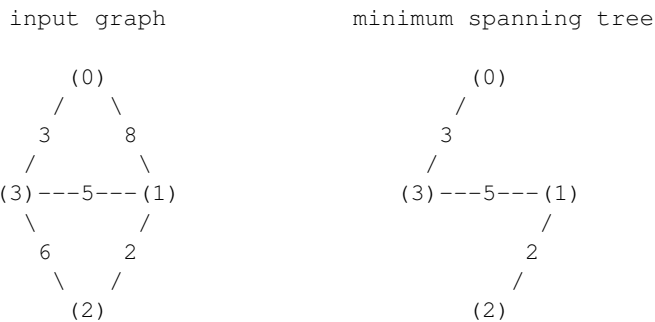 input graph minimum spanning tree
(0) (0)
/ \ /
3 8 3
/ \ /
(3)---5---(1) (3)---5---(1)
\ / /
6 2 2
\ / /
(2) (2)